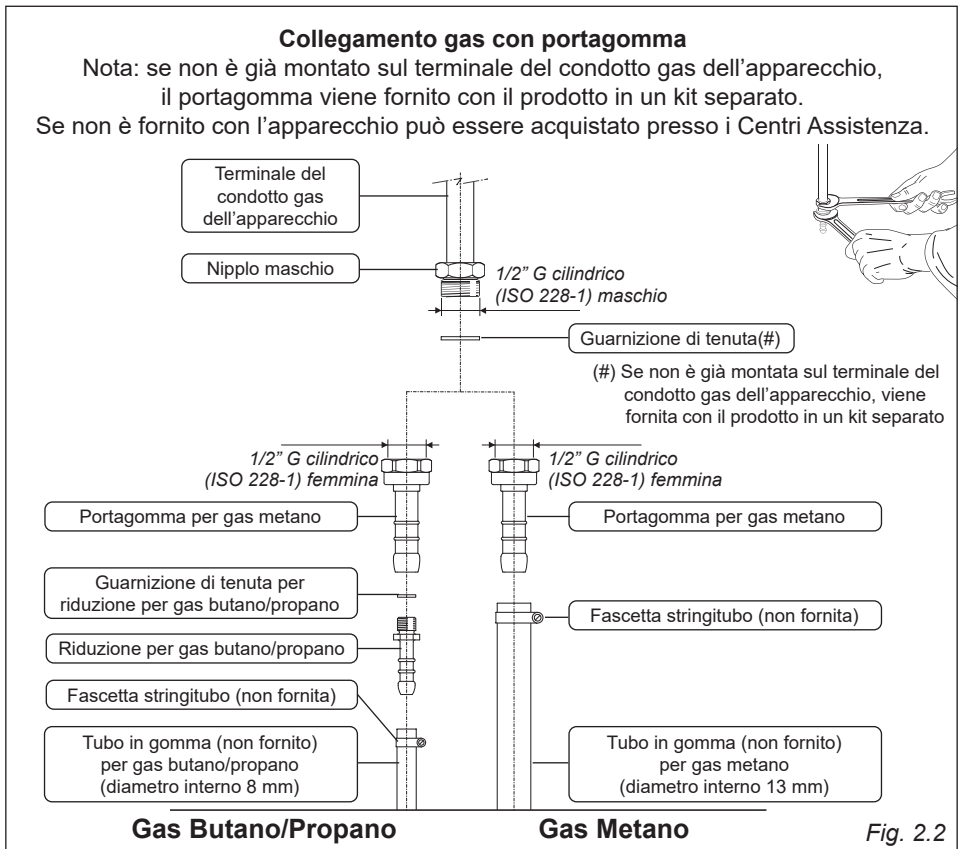 Collegamento gas con portagomma
Nota: se non è già montato sul terminale del condotto gas dell'apparecchio,
il portagomma viene fornito con il prodotto in un kit separato.
Se non è fornito con l'apparecchio può essere acquistato presso i Centri Assistenza.
Terminale del
condotto gas
dell'apparecchio
Nipplo maschio
1/2" G cilindrico
(ISO 228-1) maschio
Guarnizione di tenuta(#)
(#) Se non è già montata sul terminale del
condotto gas dell'apparecchio, viene
fornita con il prodotto in un kit separato
1/2" G cilindrico
(ISO 228-1) femmina
1/2" G cilindrico
(ISO 228-1) femmina
Portagomma per gas metano
Portagomma per gas metano
Guarnizione di tenuta per
riduzione per gas butano/propano
Fascetta stringitubo (non fornita)
Riduzione per gas butano/propano
Fascetta stringitubo (non fornita)
Tubo in gomma (non fornito)
per gas butano/propano
(diametro interno 8 mm)
Tubo in gomma (non fornito)
per gas metano
(diametro interno 13 mm)
Gas Butano/Propano
Gas Metano
Fig. 2.2